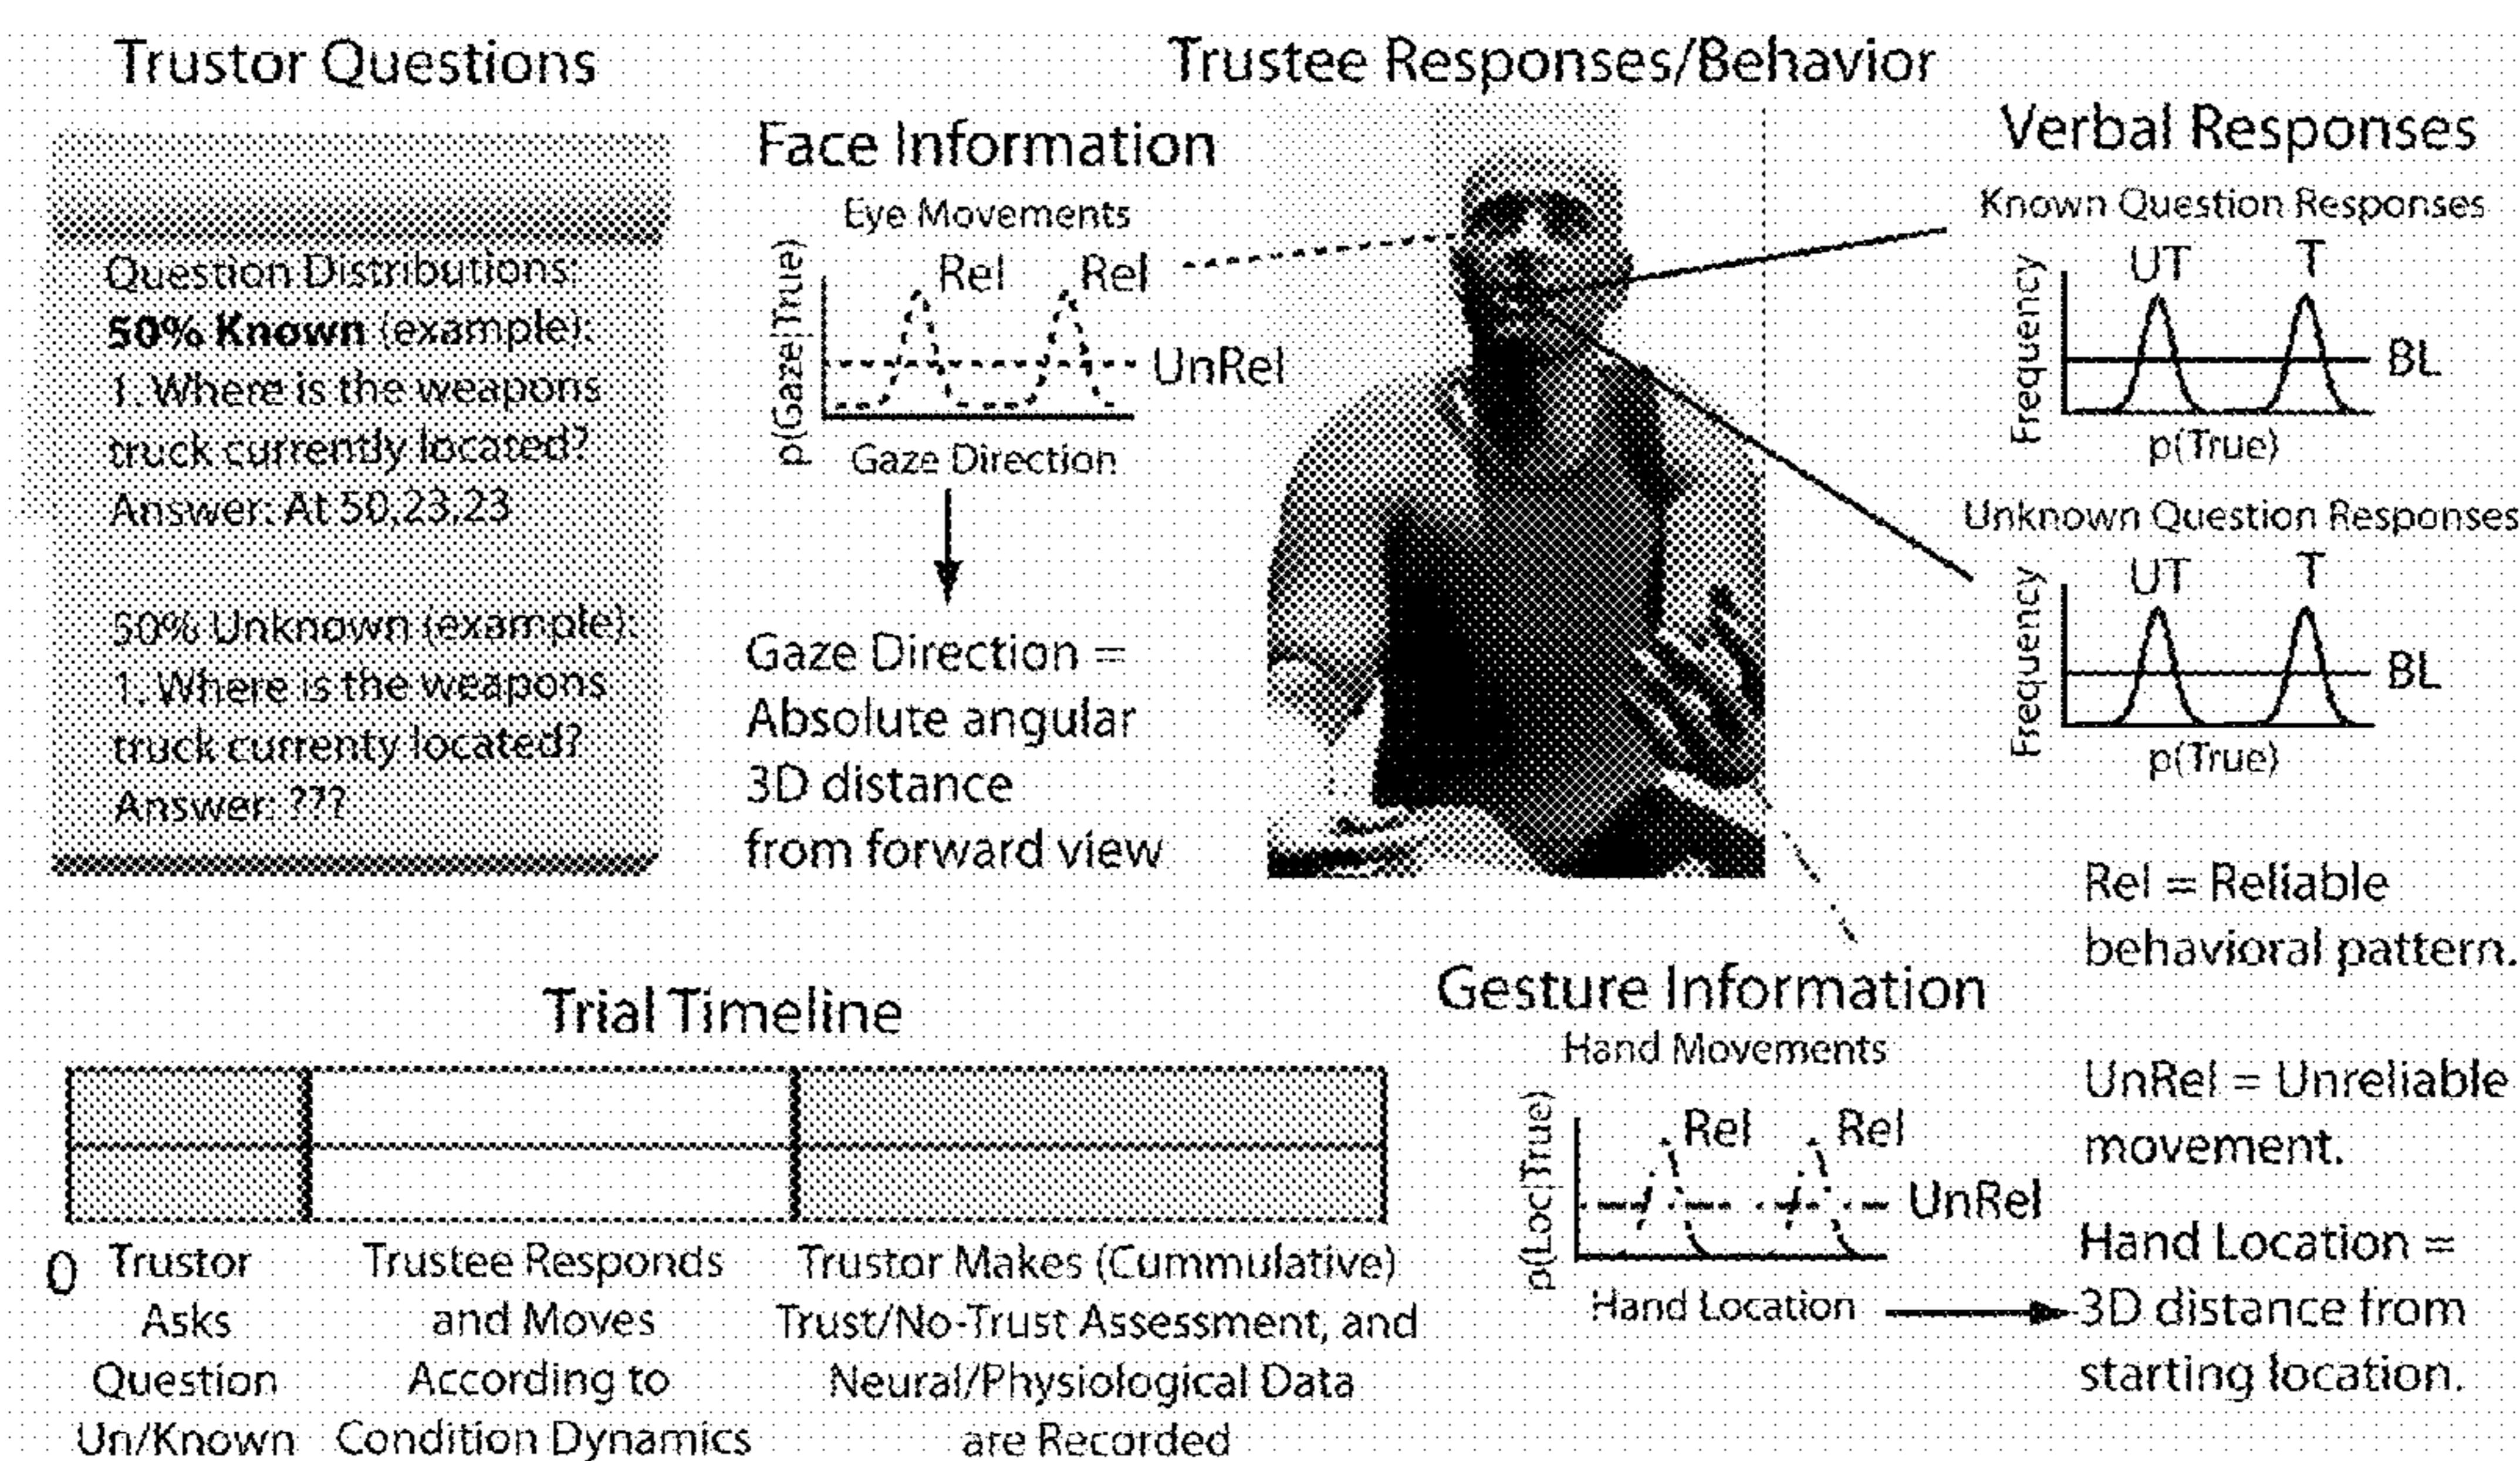 Trustor Questions
Question Distributions:
50% Known (example):
1. Where is the weapons
truck currently located?
Answer: At 50,23,23
50% Unknown (example):
1. Where is the weapons
truck currenty located?
Answer: ???
Trustee Responses/Behavior
Face Information
Eye Movements
Rel Rel
UnRel
p(Gaze|True)
Gaze Direction
Gaze Direction =
Absolute angular
3D distance
from forward view
Verbal Responses
Known Question Responses
UT T
BL
Frequency
p(True)
Unknown Question Responses
UT T
BL
Frequency
p(True)
Rel = Reliable
behavioral pattern.
UnRel = Unreliable
movement.
Gesture Information
Hand Movements
Rel Rel
UnRel
p(Loc|True)
Hand Location
Hand Location =
3D distance from
starting location.
Trial Timeline
0
Trustor
Asks
Question
Un/Known
Trustee Responds
and Moves
According to
Condition Dynamics
Trustor Makes (Cummulative)
Trust/No-Trust Assessment, and
Neural/Physiological Data
are Recorded